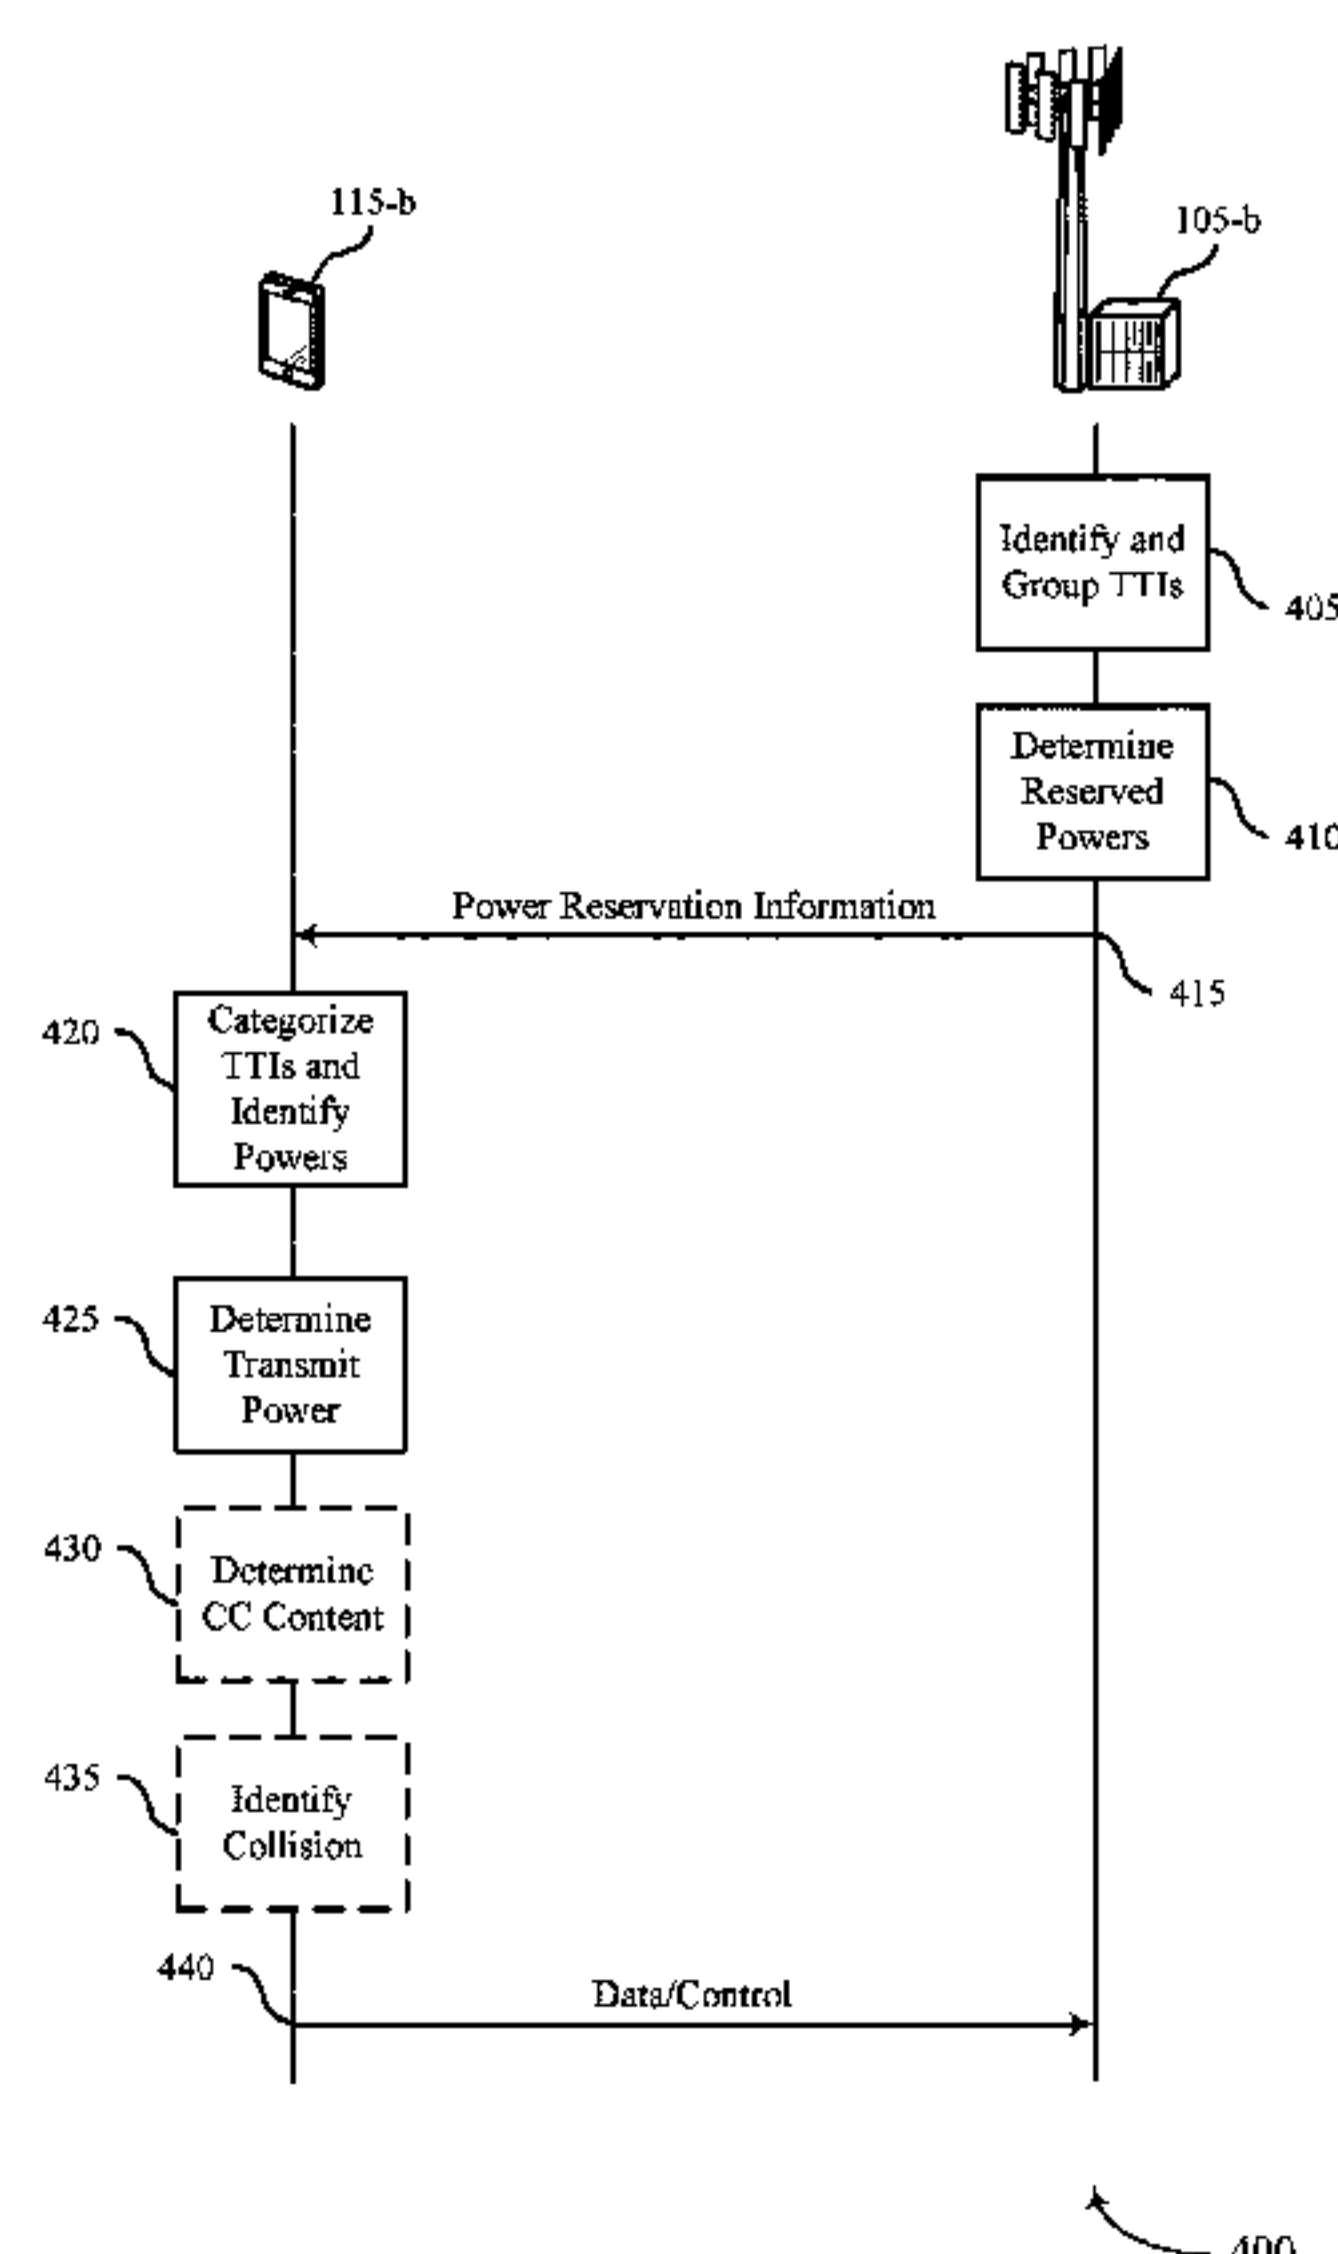 115-b
105-b
Identify and
Group TTIs
405
Determine
Reserved
Powers
410
Power Reservation Information
415
420
Categorize
TTIs and
Identify
Powers
425
Determine
Transmit
Power
430
Determine
CC Content
435
Identify
Collision
440
Data/Control
400